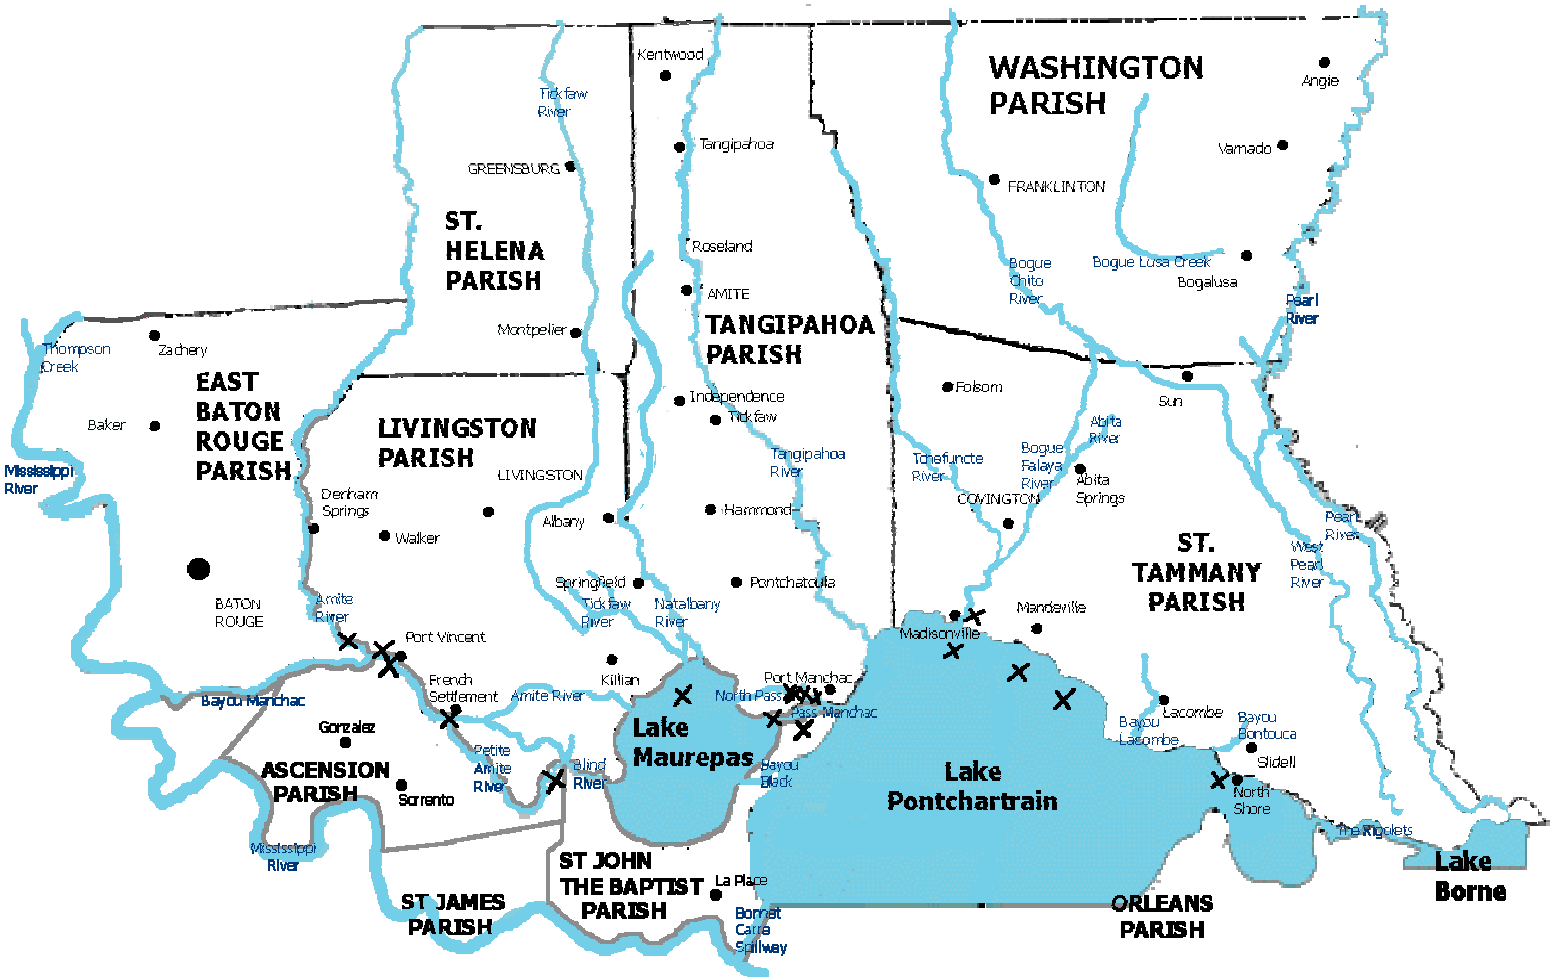 Kentwood
WASHINGTON
PARISH
Angie
Tickfaw
River
Tangipahoa
Varnado
GREENSBURG
FRANKLINTON
ST.
HELENA
PARISH
Roseland
Bogue
Chito
River
Bogue Lusa Creek
Bogalusa
AMITE
Pearl
River
Montpelier
TANGIPAHOA
PARISH
Thompson
Creek
Zachery
EAST
BATON
ROUGE
PARISH
Folsom
Sun
Independence
Tickfaw
Baker
LIVINGSTON
PARISH
Abita
River
Tangipahoa
River
Tchefuncte
River
Bogue
Falaya
River
Mississippi
River
LIVINGSTON
Abita
Springs
Denham
Springs
COVINGTON
Hammond
Albany
Walker
Pearl
River
ST.
TAMMANY
PARISH
West
Pearl
River
Springfield
Pontchatoula
BATON
ROUGE
Amite
River
Tickfaw
River
Natalbany
River
Mandeville
Madisonville
Port Vincent
Killian
Port Manchac
French
Settlement
Amite River
North Pass
Bayou Manchac
Pass Manchac
Lacombe
Gonzalez
Lake
Maurepas
Bayou
Lacombe
Bayou
Bontouca
Petite
Amite
River
Blind
River
Bayou
Black
Slidell
ASCENSION
PARISH
Lake
Pontchartrain
Sorrento
North
Shore
The Rigolets
Mississippi
River
ST JOHN
THE BAPTIST
PARISH
La Place
Lake
Borne
ST JAMES
PARISH
Bonnet
Carre
Spillway
ORLEANS
PARISH